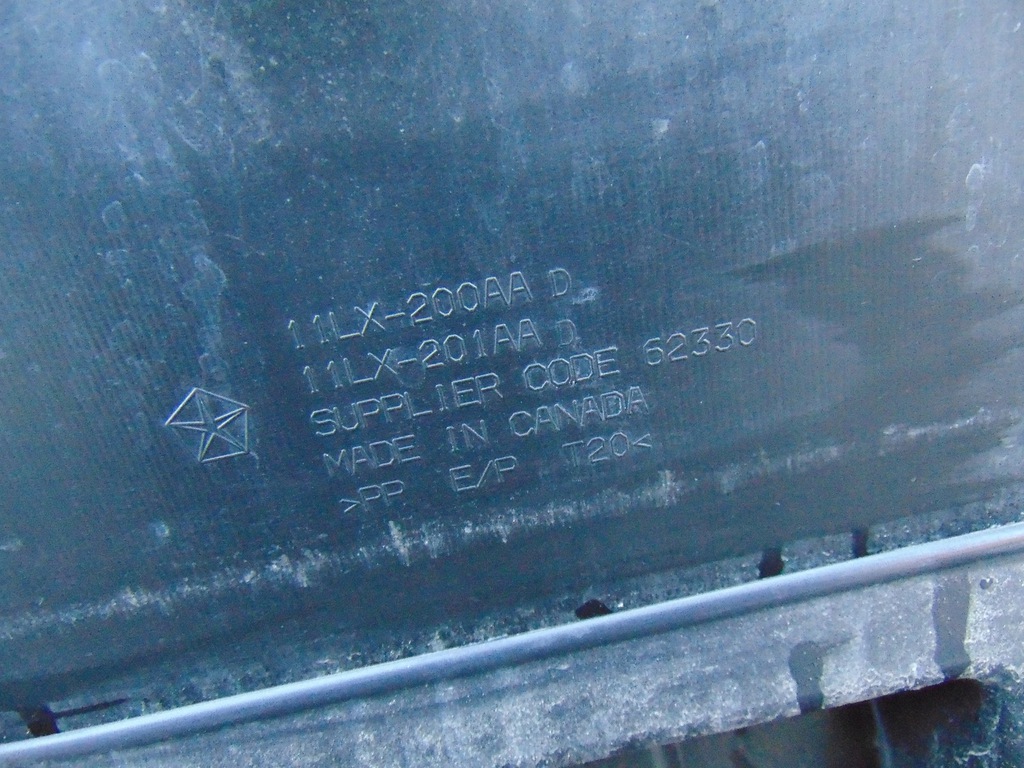 11LX-200AA D
11LX-201AA D
SUPPLIER CODE 62330
MADE IN CANADA
>PP E/P T20<